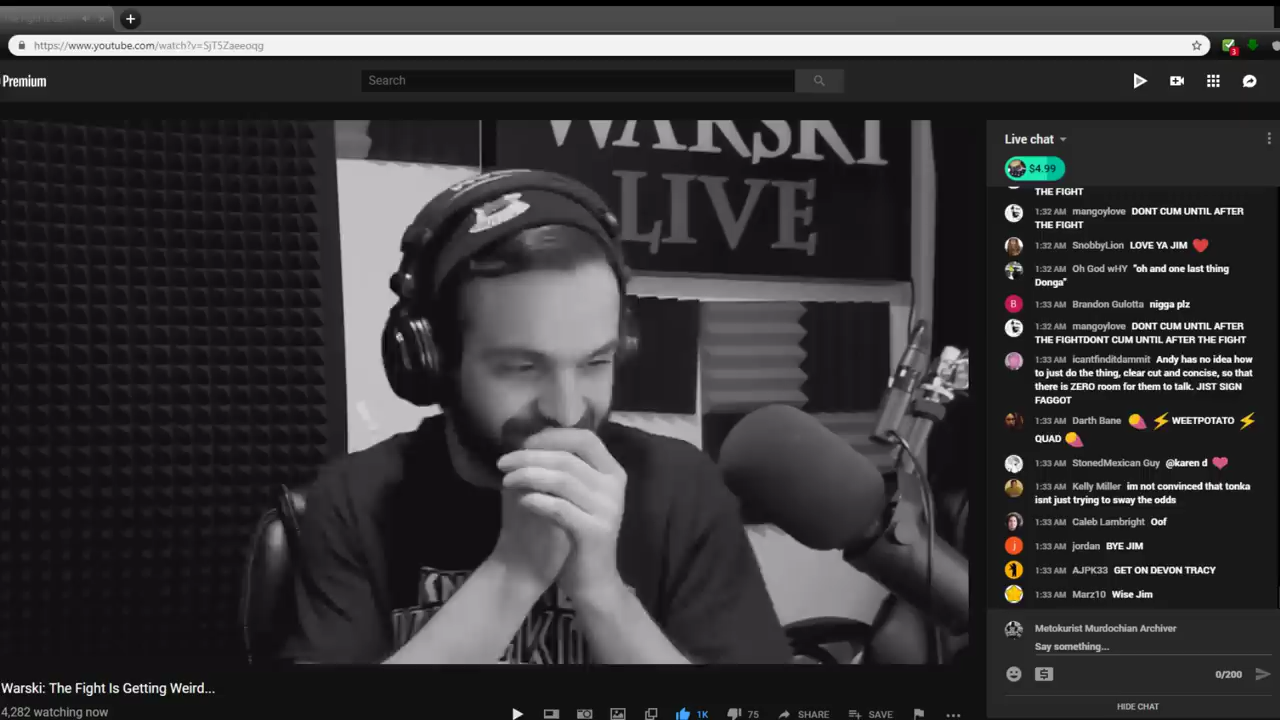 https://www.youtube.com/watch?v=SjT5Zaeeoqg
3
Premium
Search
WARSKI
LIVE
Live chat
$4.99
THE FIGHT
1:32 AM mangoylove DONT CUM UNTIL AFTER
THE FIGHT
1:32 AM SnobbyLion LOVE YA JIM ❤️
1:32 AM Oh God wHY "oh and one last thing
Donga"
B 1:33 AM Brandon Gulotta nigga plz
1:32 AM mangoylove DONT CUM UNTIL AFTER
THE FIGHTDONT CUM UNTIL AFTER THE FIGHT
1:33 AM icantfinditdammit Andy has no idea how
to just do the thing, clear cut and concise, so that
there is ZERO room for them to talk. JIST SIGN
FAGGOT
1:33 AM Darth Bane 🍠 ⚡ WEETPOTATO ⚡
QUAD 🍠
1:33 AM StonedMexican Guy @karen d ❤️
1:33 AM Kelly Miller im not convinced that tonka
isnt just trying to sway the odds
1:33 AM Caleb Lambright Oof
j 1:33 AM jordan BYE JIM
1:33 AM AJPK33 GET ON DEVON TRACY
1:33 AM Marz10 Wise Jim
Metokurist Murdochian Archiver
Say something...
0/200
HIDE CHAT
Warski: The Fight Is Getting Weird...
4,282 watching now
1K 75 SHARE SAVE